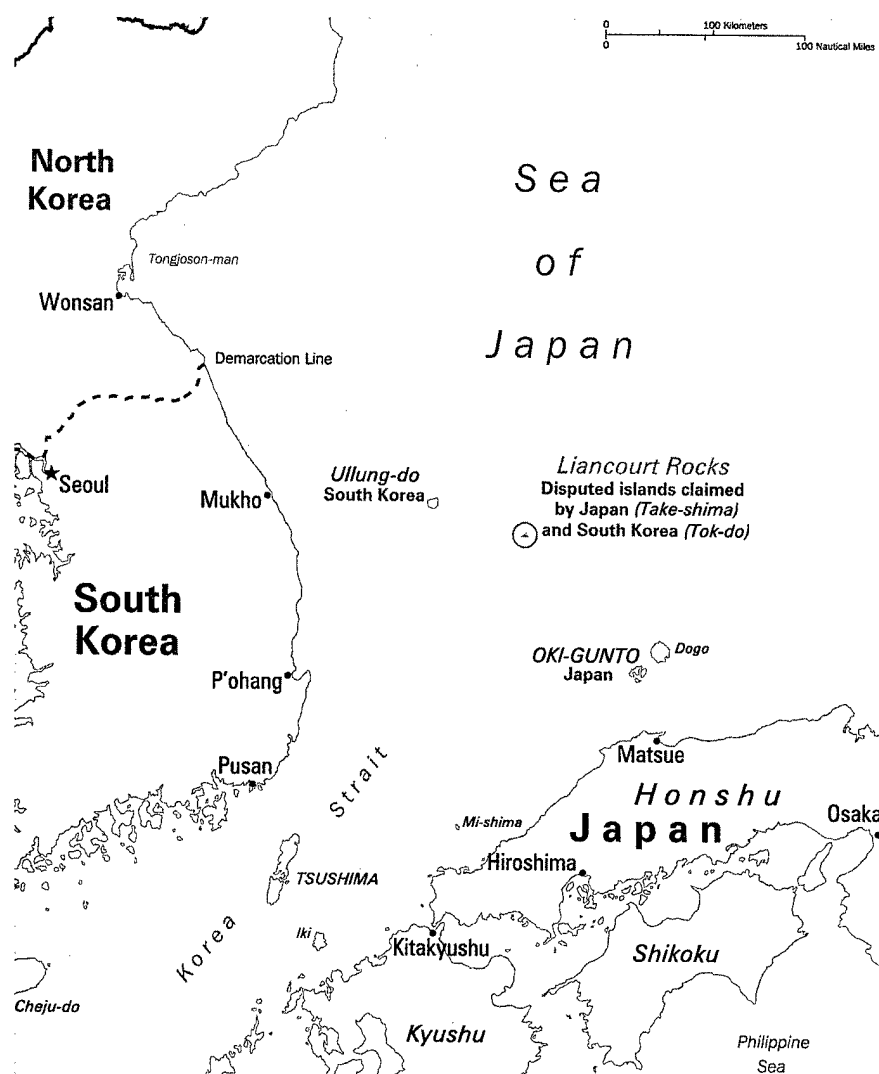 0 100 Kilometers
0 100 Nautical Miles
North
Korea
Sea
of
Japan
Tongjoson-man
Wonsan
Demarcation Line
Seoul
Mukho
Ullung-do
South Korea
Liancourt Rocks
Disputed islands claimed
by Japan (Take-shima)
and South Korea (Tok-do)
South
Korea
P'ohang
OKI-GUNTO
Japan
Dogo
Pusan
Korea Strait
Matsue
Honshu
Japan
Osaka
Mi-shima
Hiroshima
TSUSHIMA
Iki
Kitakyushu
Shikoku
Cheju-do
Kyushu
Philippine
Sea